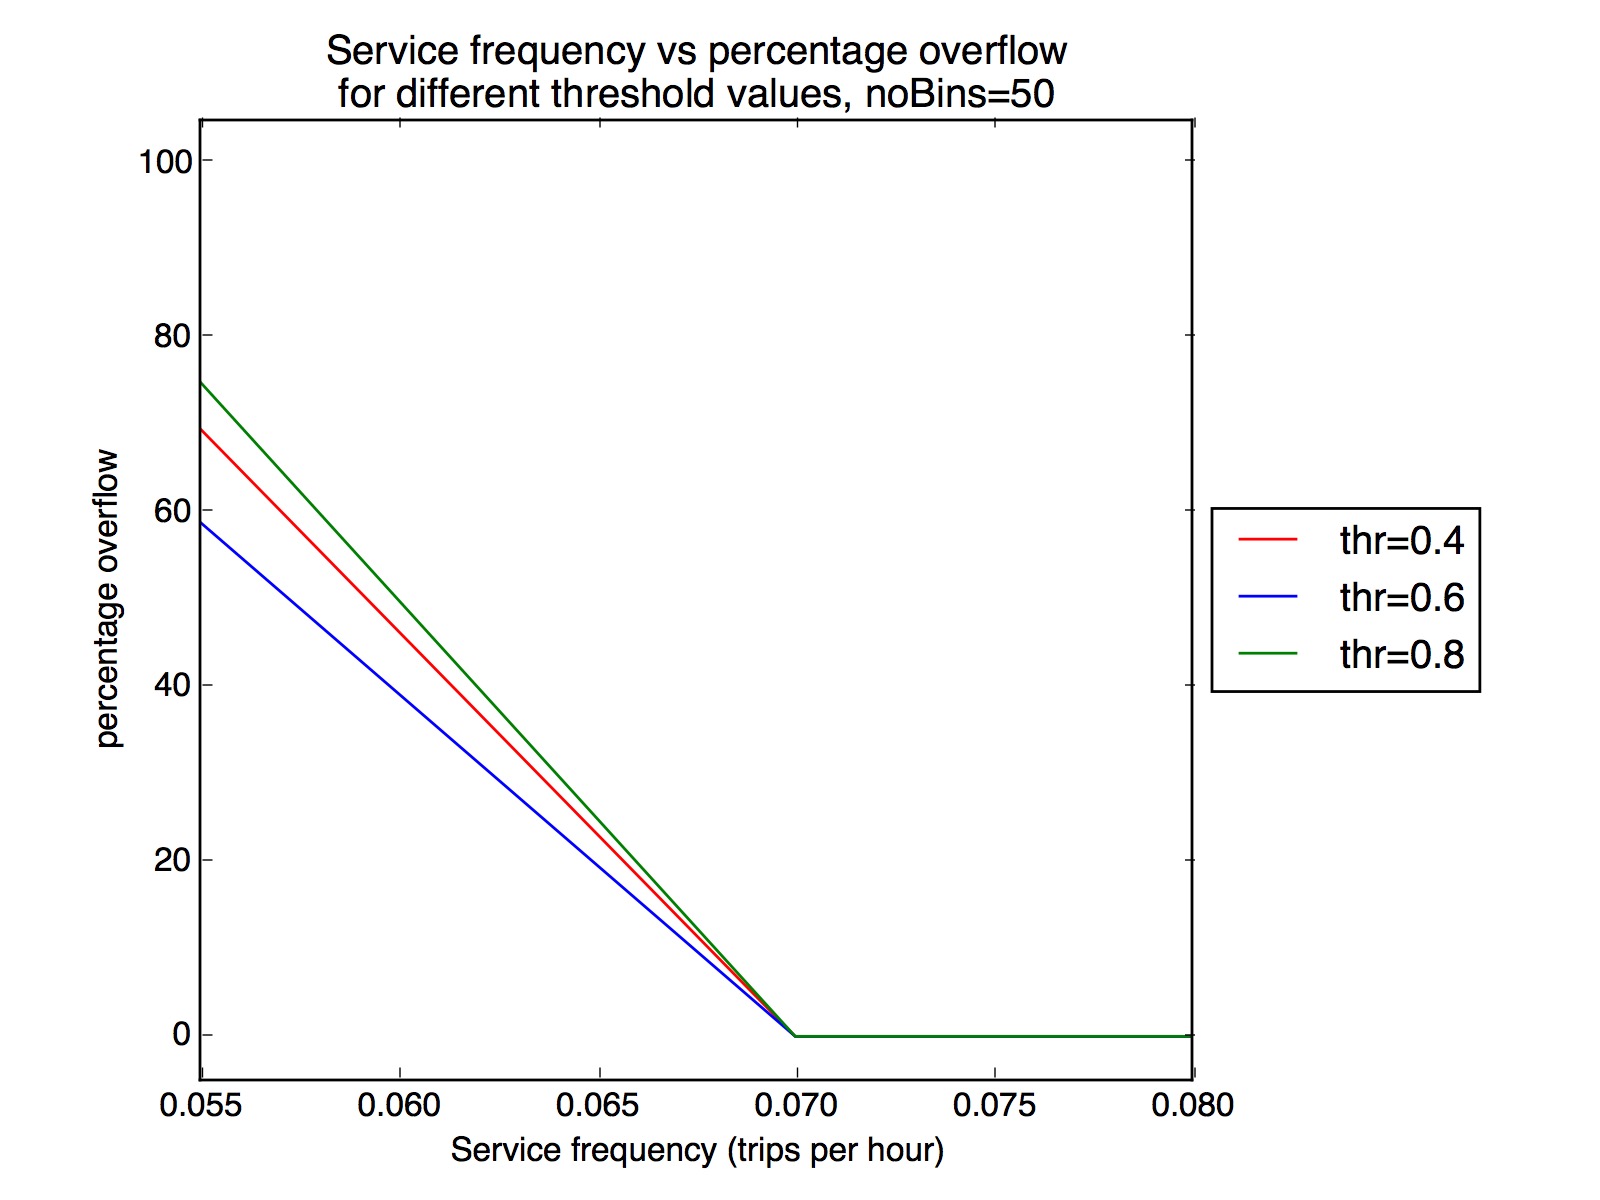 Service frequency vs percentage overflow
for different threshold values, noBins=50
100
80
60
40
20
0
percentage overflow
0.055 0.060 0.065 0.070 0.075 0.080
Service frequency (trips per hour)
thr=0.4
thr=0.6
thr=0.8